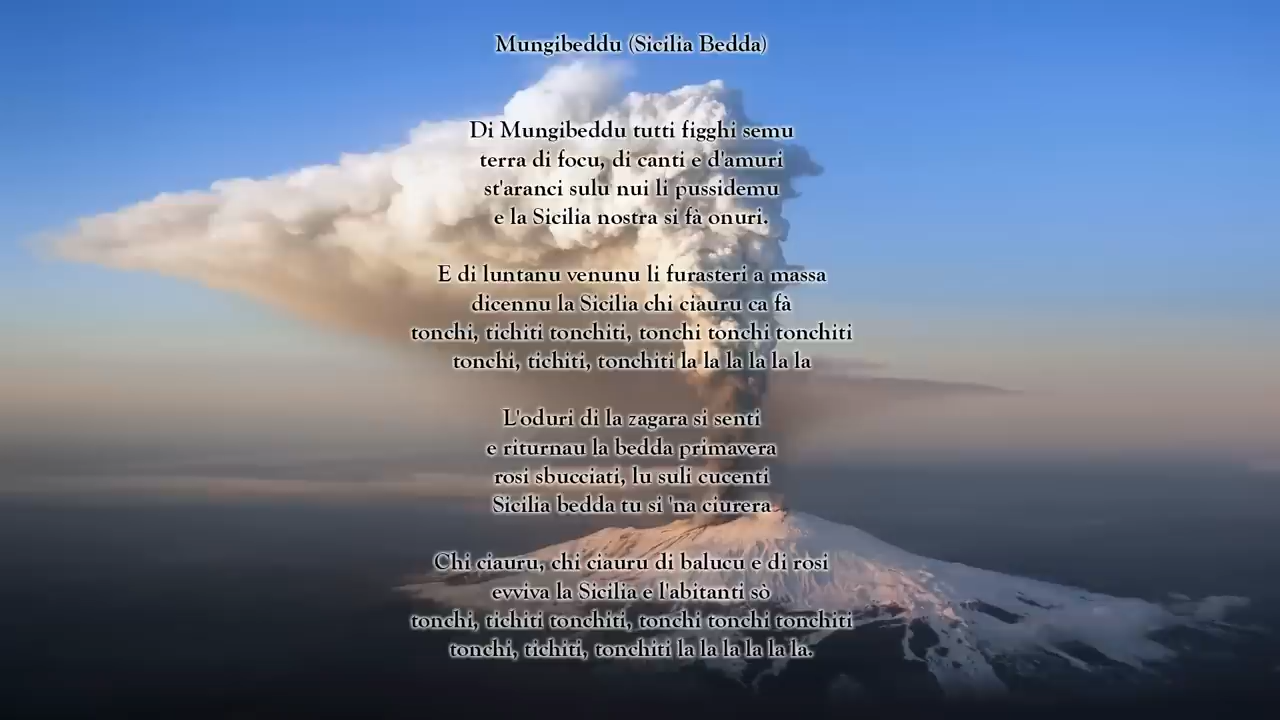 Mungibeddu (Sicilia Bedda)
Di Mungibeddu tutti figghi semu
terra di focu, di canti e d'amuri
st'aranci sulu nui li pussidemu
e la Sicilia nostra si fà onuri.
E di luntanu venunu li furasteri a massa
dicennu la Sicilia chi ciauru ca fà
tonchi, tichiti tonchiti, tonchi tonchi tonchiti
tonchi, tichiti, tonchiti la la la la la la
L'oduri di la zagara si senti
e riturnau la bedda primavera
rosi sbucciati, lu suli cucenti
Sicilia bedda tu si 'na ciurera
Chi ciauru, chi ciauru di balucu e di rosi
evviva la Sicilia e l'abitanti sò
tonchi, tichiti tonchiti, tonchi tonchi tonchiti
tonchi, tichiti, tonchiti la la la la la la.